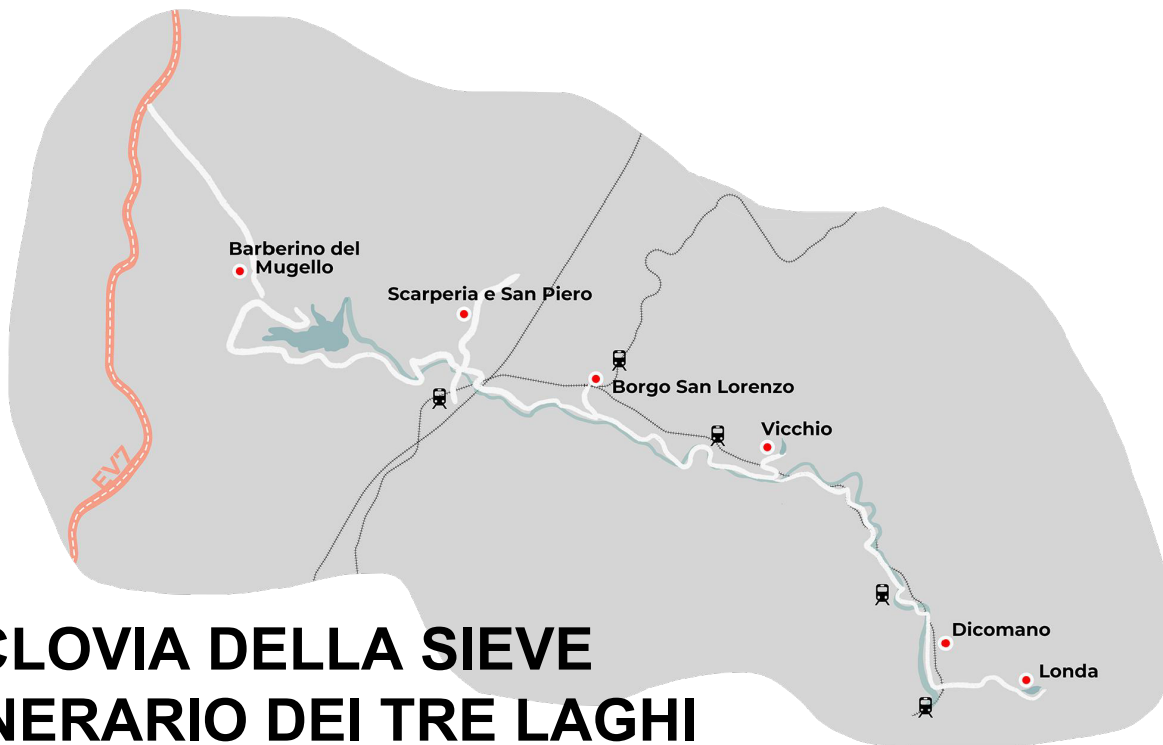 EV7
Barberino del
Mugello
Scarperia e San Piero
Borgo San Lorenzo
Vicchio
Dicomano
Londa
CLOVIA DELLA SIEVE
NERARIO DEI TRE LAGHI